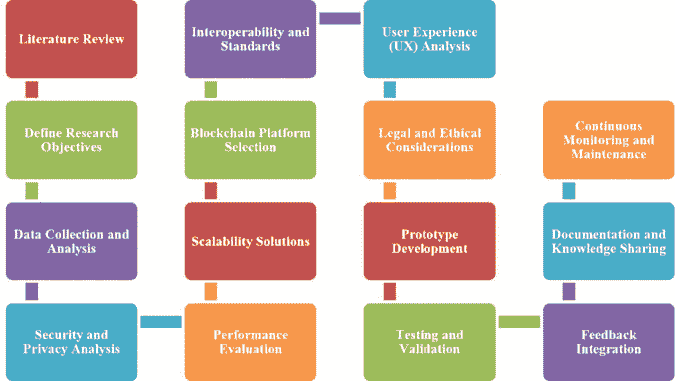 Literature Review
Define Research
Objectives
Data Collection and
Analysis
Security and
Privacy Analysis
Performance
Evaluation
Scalability Solutions
Blockchain Platform
Selection
Interoperability and
Standards
User Experience
(UX) Analysis
Legal and Ethical
Considerations
Prototype
Development
Testing and
Validation
Feedback
Integration
Documentation and
Knowledge Sharing
Continuous
Monitoring and
Maintenance